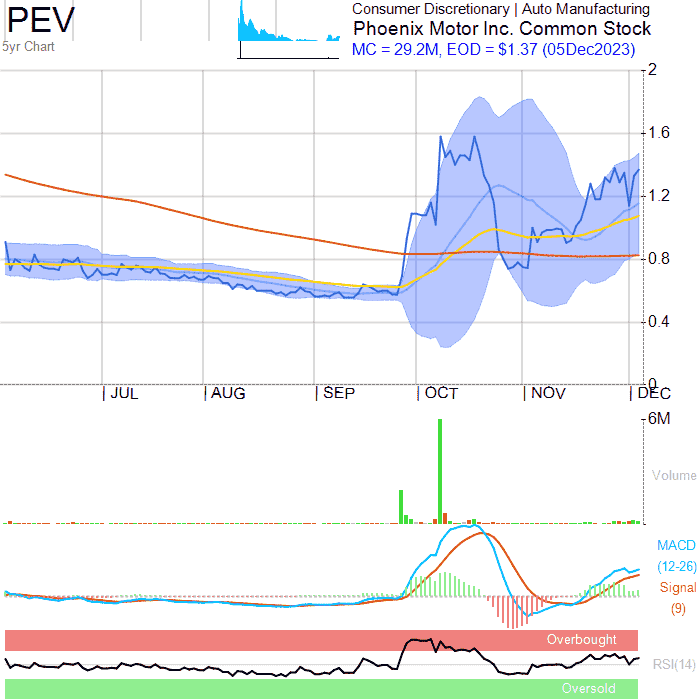 PEV
5yr Chart
Consumer Discretionary | Auto Manufacturing
Phoenix Motor Inc. Common Stock
MC = 29.2M, EOD = $1.37 (05Dec2023)
2
1.6
1.2
0.8
0.4
0
JUL AUG SEP OCT NOV DEC
6M
Volume
MACD
(12-26)
Signal
(9)
Overbought
RSI(14)
Oversold